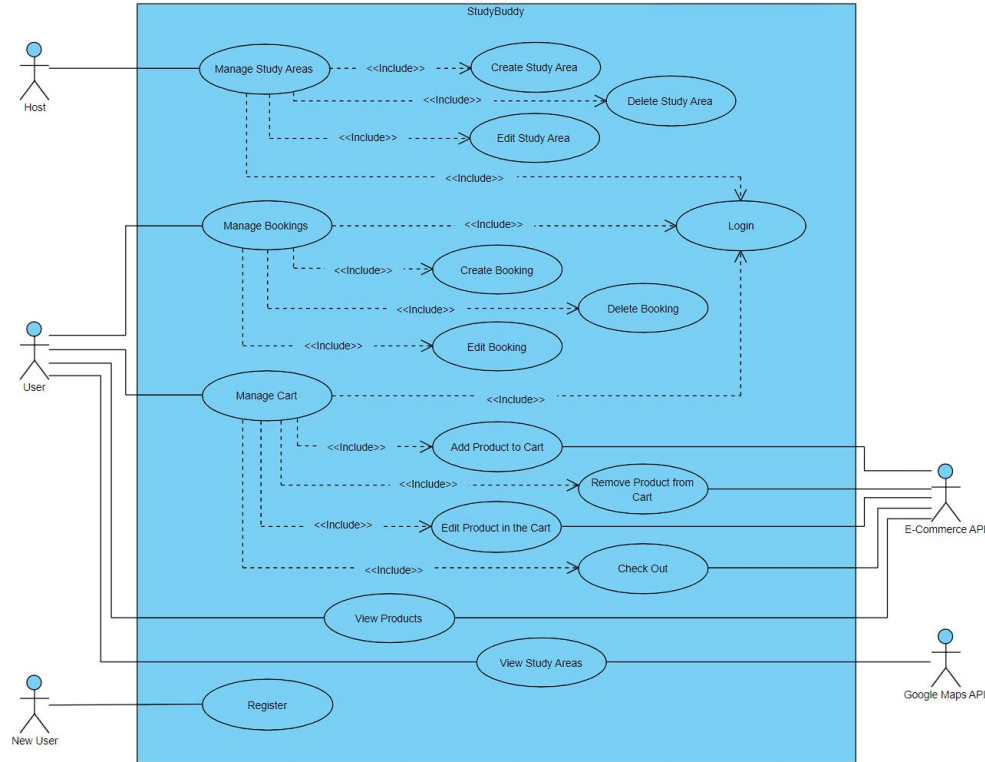 StudyBuddy
Host
Manage Study Areas
<<Include>>
Create Study Area
<<Include>>
Delete Study Area
<<Include>>
Edit Study Area
<<Include>>
Manage Bookings
<<Include>>
Login
<<Include>>
Create Booking
<<Include>>
Delete Booking
<<Include>>
Edit Booking
User
Manage Cart
<<Include>>
<<Include>>
Add Product to Cart
<<Include>>
Remove Product from
Cart
<<Include>>
Edit Product in the Cart
E-Commerce API
<<Include>>
Check Out
View Products
View Study Areas
Google Maps API
Register
New User